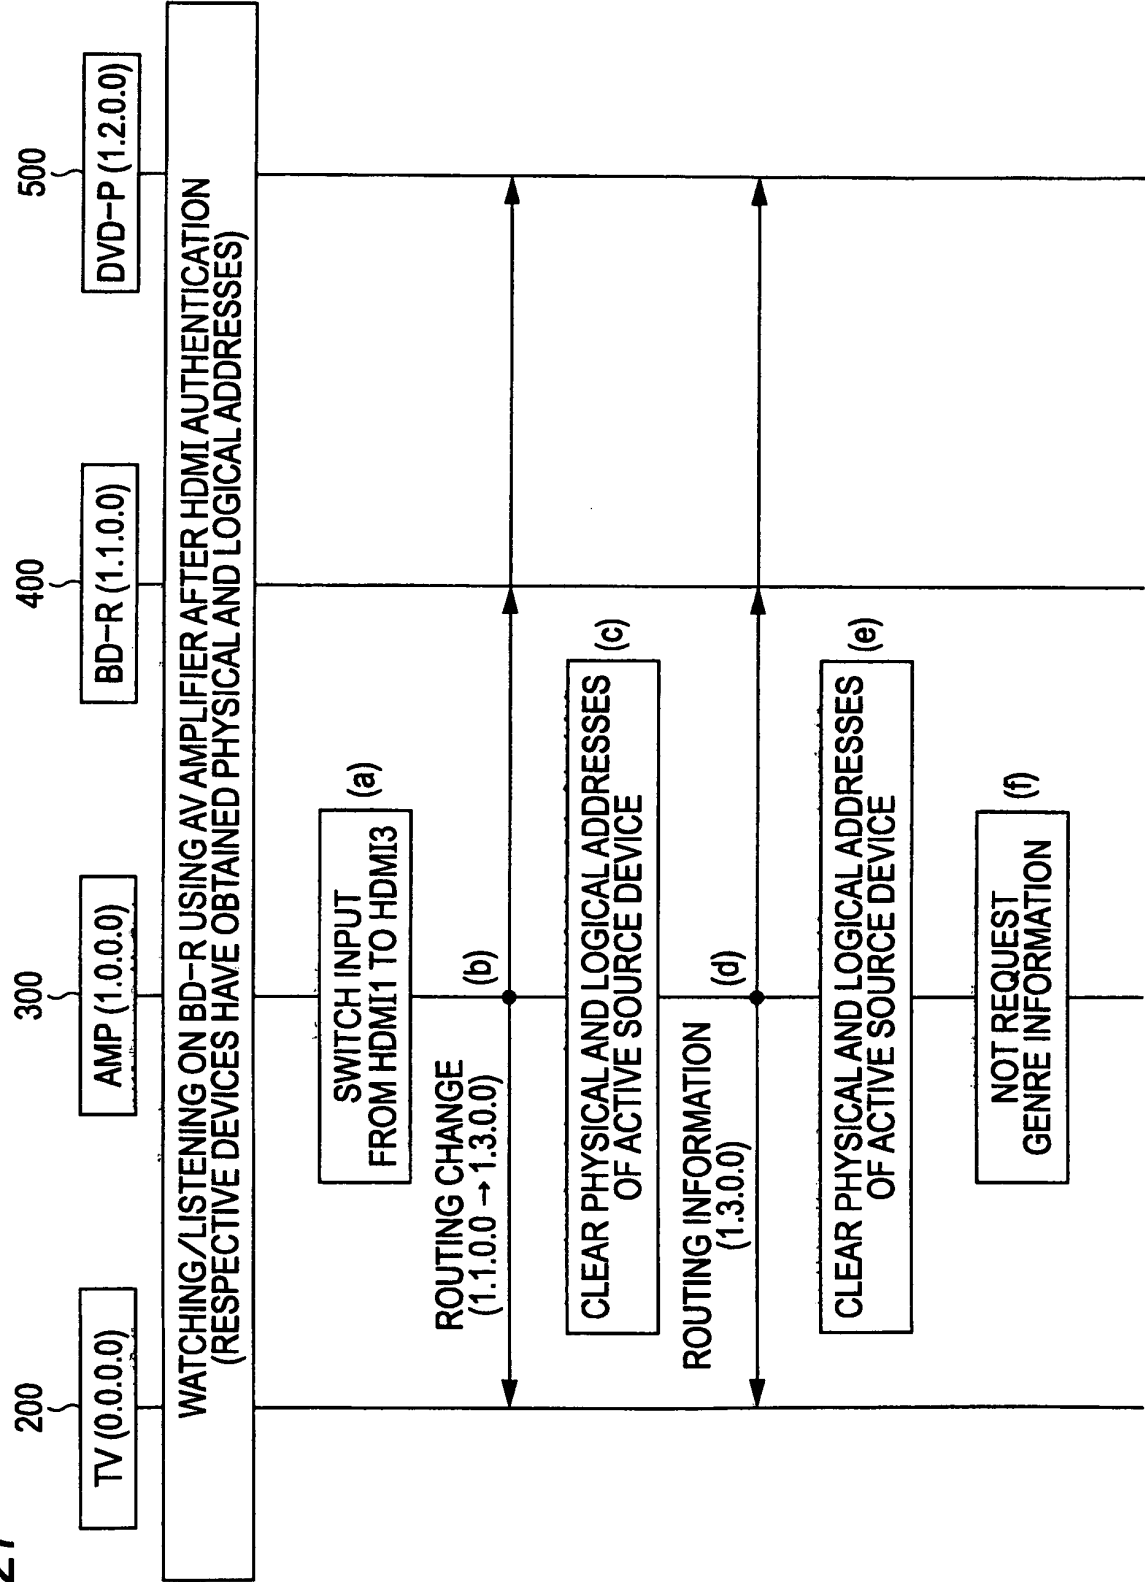 27
200
300
400
500
TV (0.0.0.0)
AMP (1.0.0.0)
BD-R (1.1.0.0)
DVD-P (1.2.0.0)
WATCHING/LISTENING ON BD-R USING AV AMPLIFIER AFTER HDMI AUTHENTICATION
(RESPECTIVE DEVICES HAVE OBTAINED PHYSICAL AND LOGICAL ADDRESSES)
SWITCH INPUT
FROM HDMI1 TO HDMI3
(a)
ROUTING CHANGE
(1.1.0.0 → 1.3.0.0)
(b)
CLEAR PHYSICAL AND LOGICAL ADDRESSES
OF ACTIVE SOURCE DEVICE
(c)
ROUTING INFORMATION
(1.3.0.0)
(d)
CLEAR PHYSICAL AND LOGICAL ADDRESSES
OF ACTIVE SOURCE DEVICE
(e)
NOT REQUEST
GENRE INFORMATION
(f)